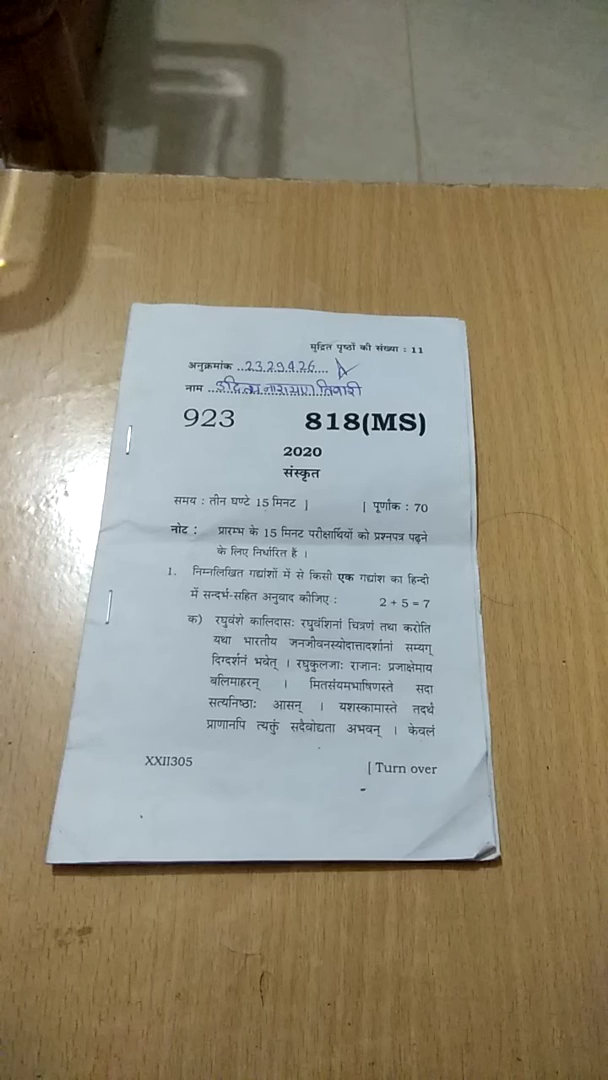 मुद्रित पृष्ठों की संख्या : 11
अनुक्रमांक ..2329426....
नाम ...उदित नारायण तिवारी
923
818(MS)
2020
संस्कृत
समय : तीन घण्टे 15 मिनट ] [ पूर्णांक : 70
नोट : प्रारम्भ के 15 मिनट परीक्षार्थियों को प्रश्नपत्र पढ़ने
के लिए निर्धारित हैं ।
1. निम्नलिखित गद्यांशों में से किसी एक गद्यांश का हिन्दी
में सन्दर्भ-सहित अनुवाद कीजिए : 2 + 5 = 7
क) रघुवंशे कालिदासः रघुवंशिनां चित्रणं तथा करोति
यथा भारतीय जनजीवनस्योदात्तादर्शानां सम्यग्
दिग्दर्शनं भवेत् । रघुकुलजाः राजानः प्रजाक्षेमाय
बलिमाहरन् । मितसंयमभाषिणस्ते सदा
सत्यनिष्ठाः आसन् । यशस्कामास्ते तदर्थं
प्राणानपि त्यक्तुं सदैवोद्यता अभवन् । केवलं
XXII305 [ Turn over